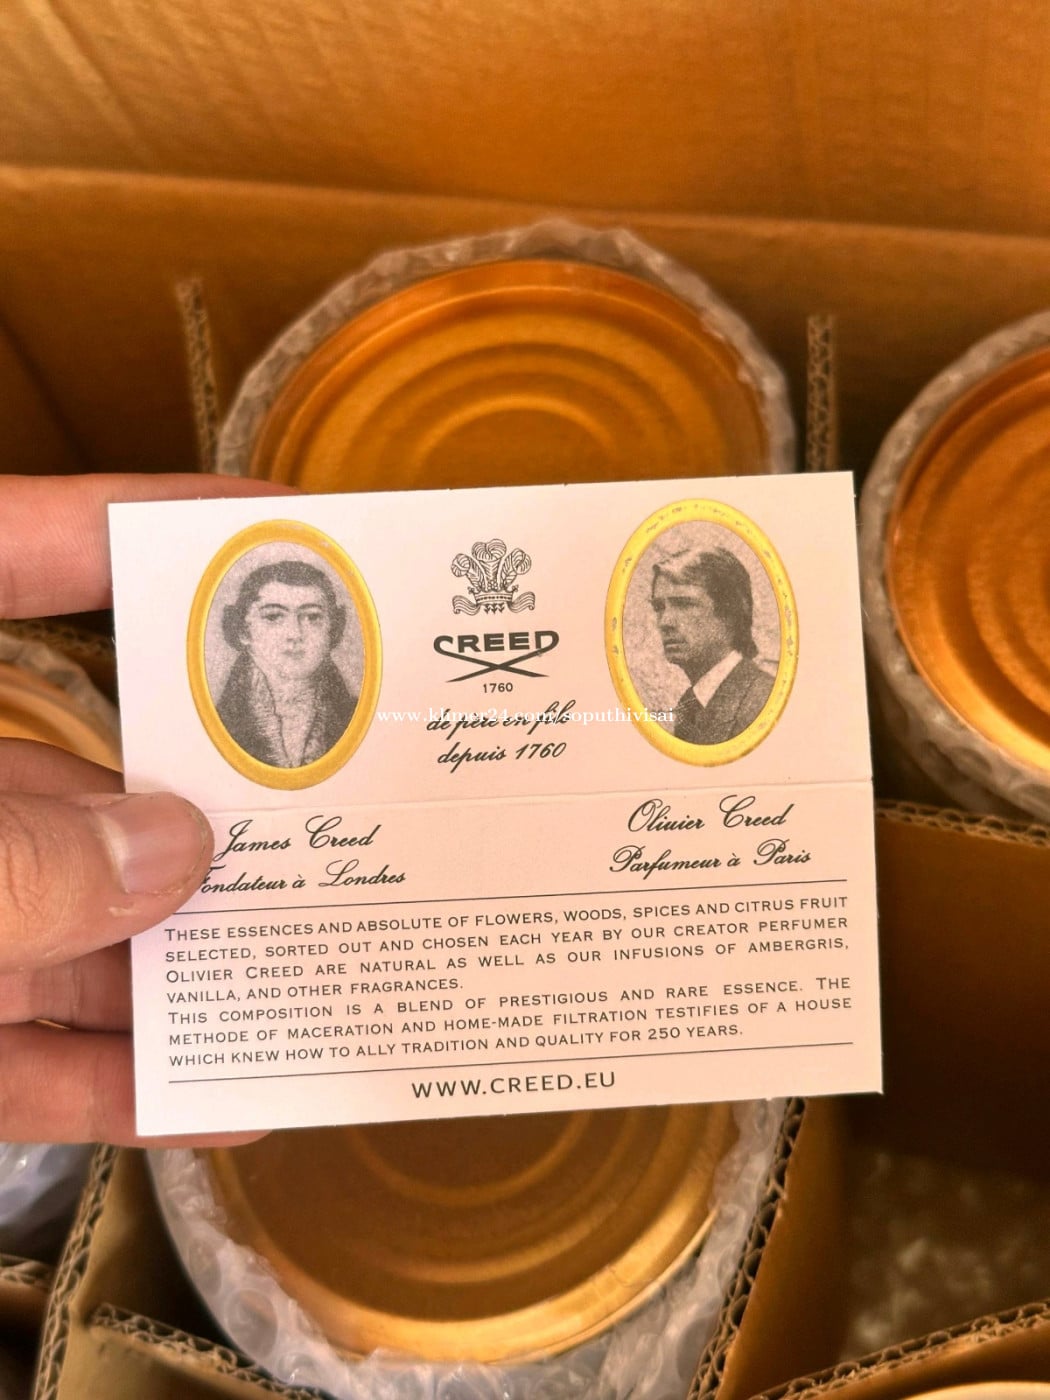 CREED
1760
de père en fils
www.khmer24.com/soputhivisai
depuis 1760
James Creed
Fondateur à Londres
Olivier Creed
Parfumeur à Paris
THESE ESSENCES AND ABSOLUTE OF FLOWERS, WOODS, SPICES AND CITRUS FRUIT
SELECTED, SORTED OUT AND CHOSEN EACH YEAR BY OUR CREATOR PERFUMER
OLIVIER CREED ARE NATURAL AS WELL AS OUR INFUSIONS OF AMBERGRIS,
VANILLA, AND OTHER FRAGRANCES.
THIS COMPOSITION IS A BLEND OF PRESTIGIOUS AND RARE ESSENCE. THE
METHODE OF MACERATION AND HOME-MADE FILTRATION TESTIFIES OF A HOUSE
WHICH KNEW HOW TO ALLY TRADITION AND QUALITY FOR 250 YEARS.
WWW.CREED.EU